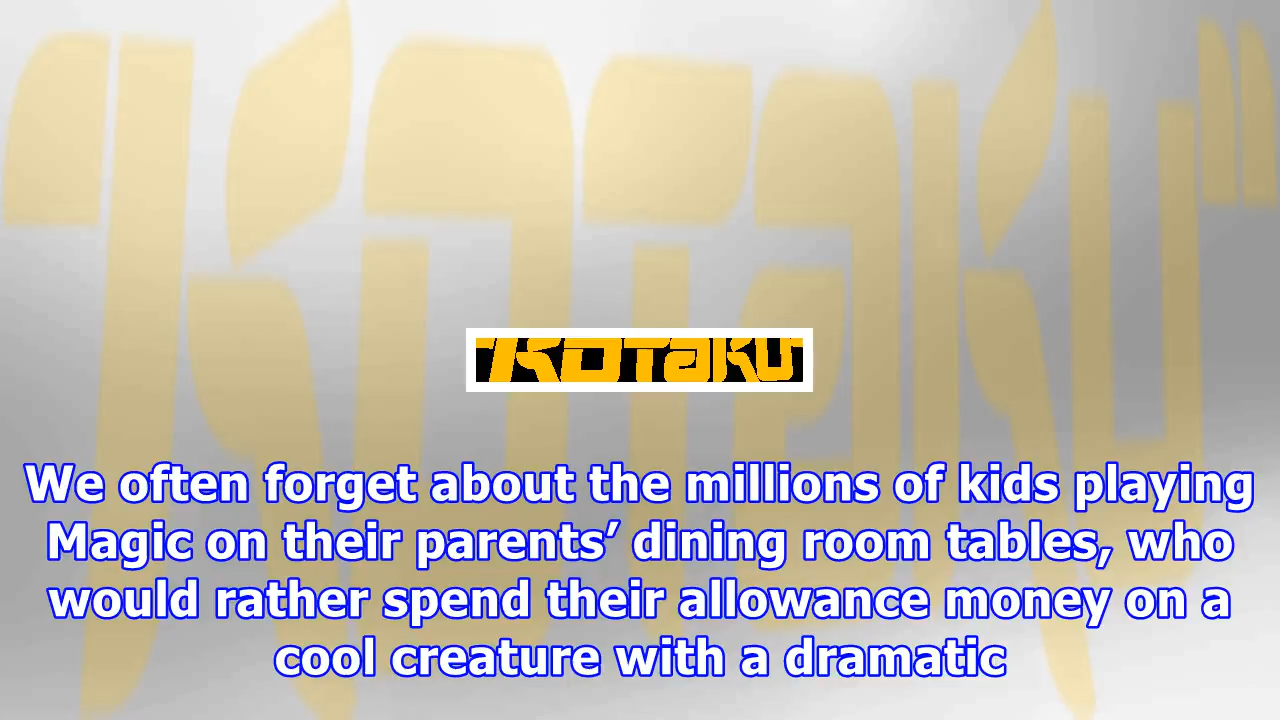 "KOTaKU"
KOTaKU
We often forget about the millions of kids playing
Magic on their parents’ dining room tables, who
would rather spend their allowance money on a
cool creature with a dramatic